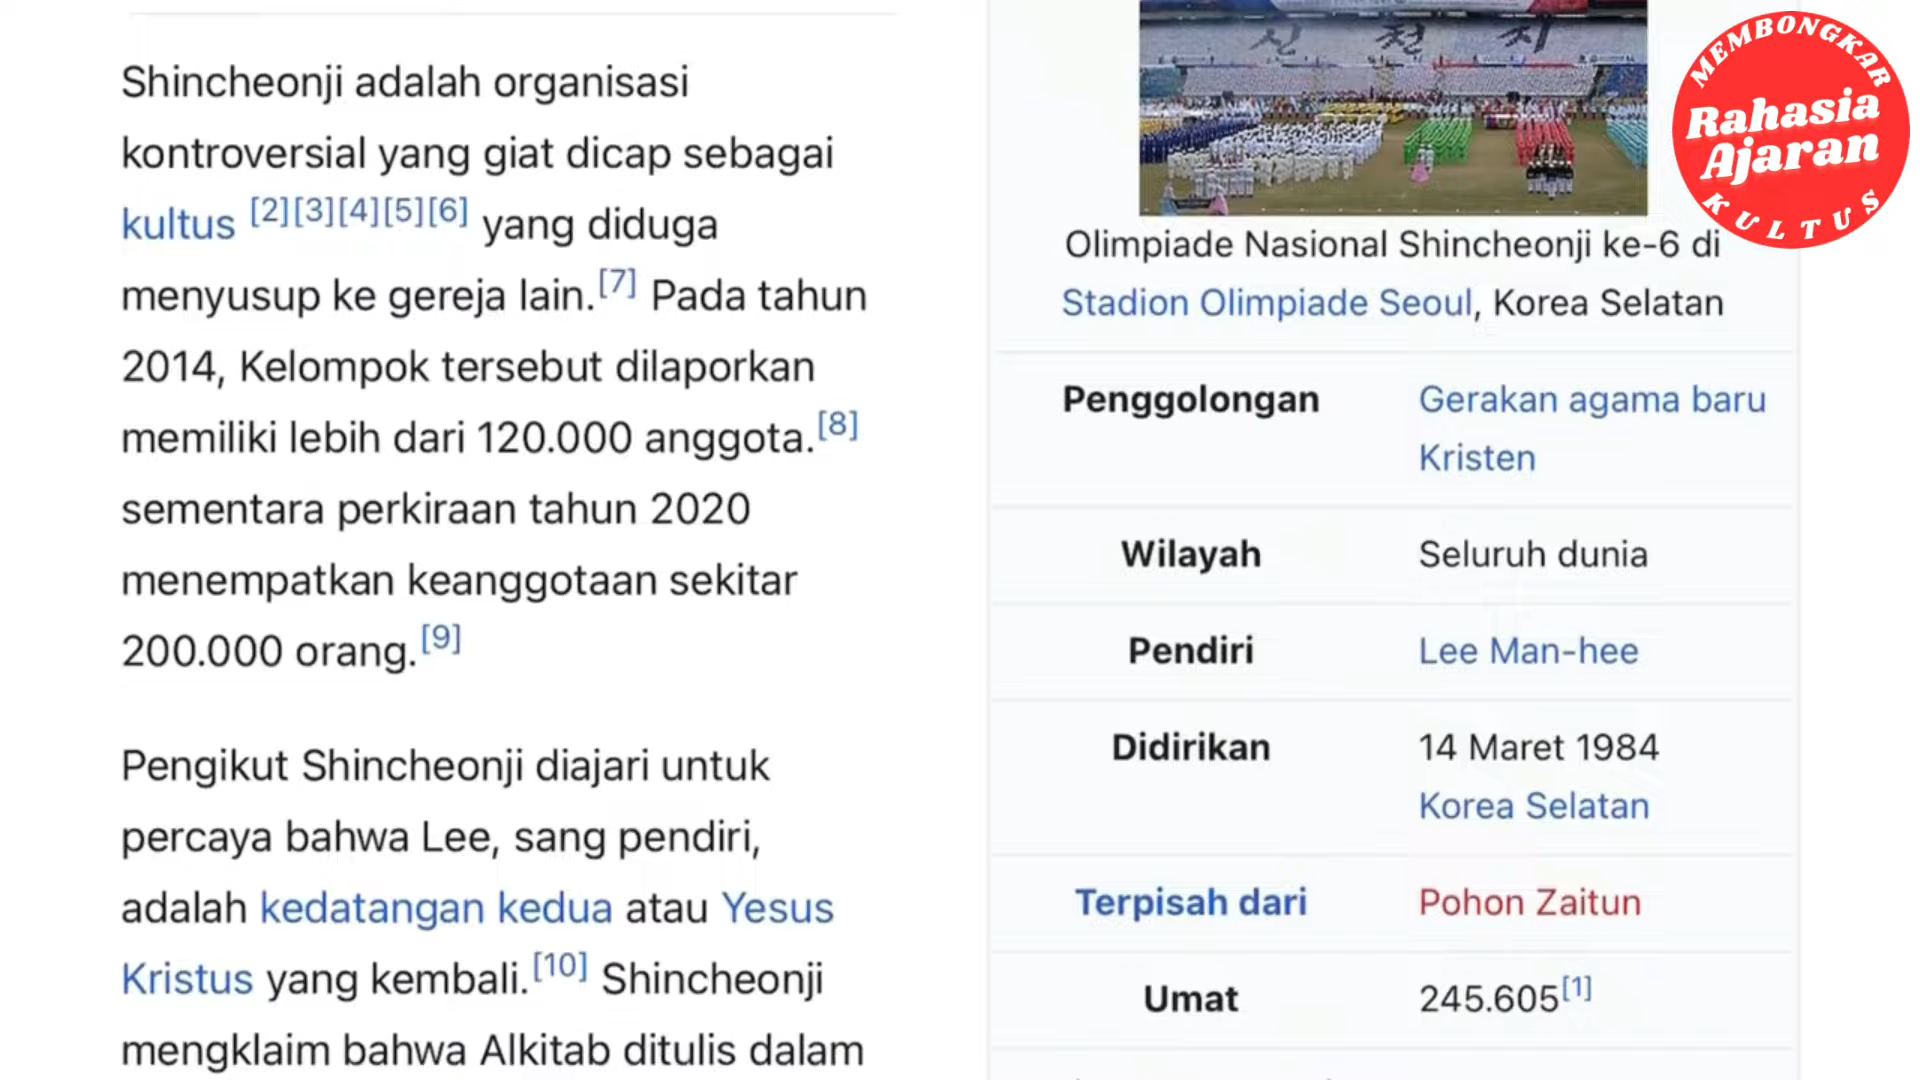 Shincheonji adalah organisasi
kontroversial yang giat dicap sebagai
kultus [2][3][4][5][6] yang diduga
menyusup ke gereja lain.[7] Pada tahun
2014, Kelompok tersebut dilaporkan
memiliki lebih dari 120.000 anggota.[8]
sementara perkiraan tahun 2020
menempatkan keanggotaan sekitar
200.000 orang.[9]
Pengikut Shincheonji diajari untuk
percaya bahwa Lee, sang pendiri,
adalah kedatangan kedua atau Yesus
Kristus yang kembali.[10] Shincheonji
mengklaim bahwa Alkitab ditulis dalam
신천지
Olimpiade Nasional Shincheonji ke-6 di
Stadion Olimpiade Seoul, Korea Selatan
Penggolongan Gerakan agama baru
Kristen
Wilayah Seluruh dunia
Pendiri Lee Man-hee
Didirikan 14 Maret 1984
Korea Selatan
Terpisah dari Pohon Zaitun
Umat 245.605[1]
MEMBONGKAR
Rahasia
Ajaran
KULTUS